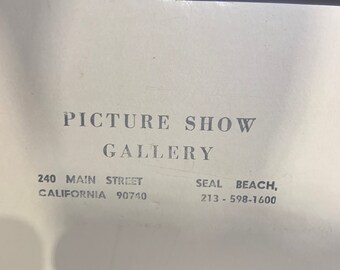 PICTURE SHOW
GALLERY
240 MAIN STREET SEAL BEACH,
CALIFORNIA 90740 213-598-1600